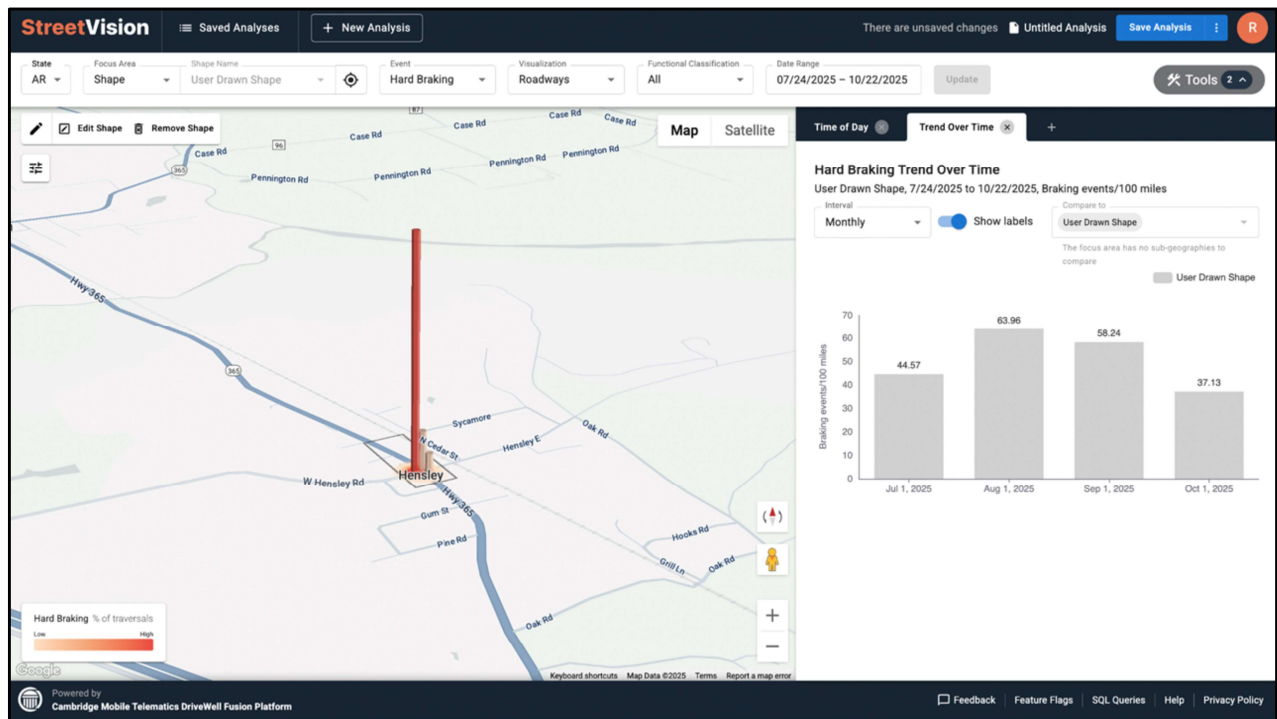 StreetVision
Saved Analyses
+ New Analysis
There are unsaved changes
Untitled Analysis
Save Analysis
R
State
AR
Focus Area
Shape
Shape Name
User Drawn Shape
Event
Hard Braking
Visualization
Roadways
Functional Classification
All
Date Range
07/24/2025 – 10/22/2025
Update
Tools 2
Edit Shape
Remove Shape
Map
Satellite
87
Case Rd
Case Rd
Case Rd
Case Rd
Case Rd
96
365
Pennington Rd
Pennington Rd
Pennington Rd
Pennington Rd
Hwy 365
365
Sycamore
N Cedar St
Hensley E
Oak Rd
Hensley
W Hensley Rd
Hwy 365
Gum St
Pine Rd
Hooks Rd
Grill Ln
Oak Rd
Oak Rd
Hard Braking % of traversals
Low
High
Google
Keyboard shortcuts
Map Data ©2025
Terms
Report a map error
Time of Day
Trend Over Time
+
Hard Braking Trend Over Time
User Drawn Shape, 7/24/2025 to 10/22/2025, Braking events/100 miles
Interval
Monthly
Show labels
Compare to
User Drawn Shape
The focus area has no sub-geographies to
compare
User Drawn Shape
Braking events/100 miles
70
60
50
40
30
20
10
0
44.57
63.96
58.24
37.13
Jul 1, 2025
Aug 1, 2025
Sep 1, 2025
Oct 1, 2025
Powered by
Cambridge Mobile Telematics DriveWell Fusion Platform
Feedback
Feature Flags
SQL Queries
Help
Privacy Policy